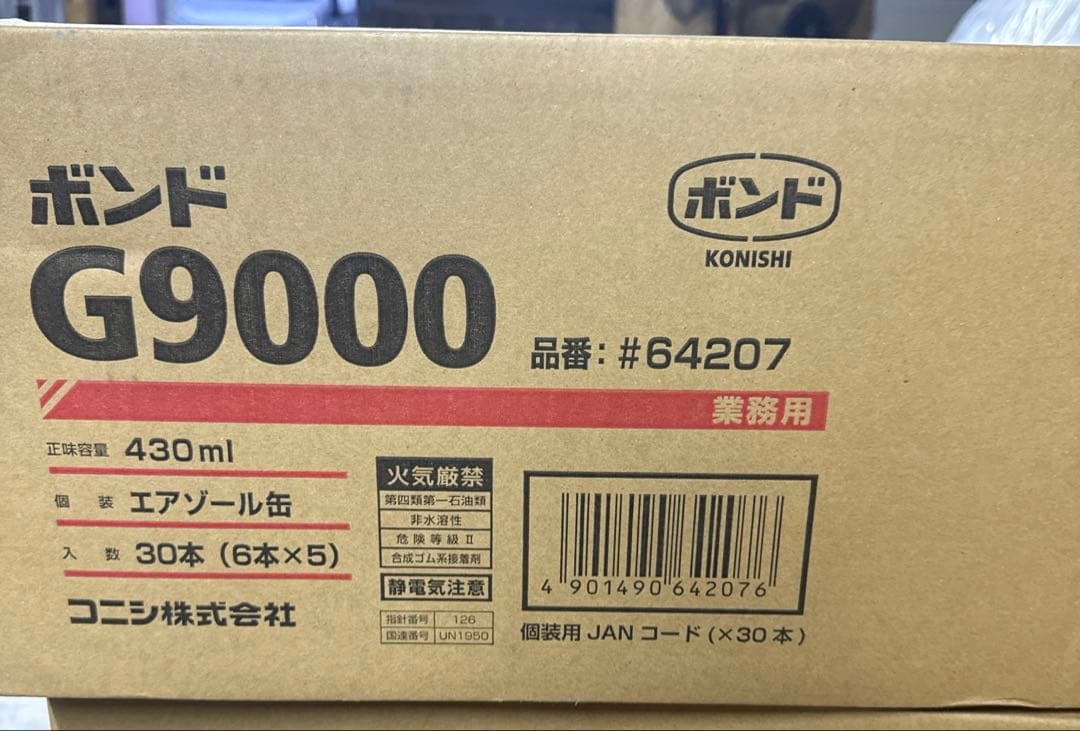 ボンド
G9000
ボンド
KONISHI
品番：#64207
業務用
正味容量 430ml
個装 エアゾール缶
入数 30本（6本×5）
コニシ株式会社
火気厳禁
第四類第一石油類
非水溶性
危険等級Ⅱ
合成ゴム系接着剤
静電気注意
指針番号 126
国連番号 UN1950
4 901490 642076
個装用JANコード(×30本)